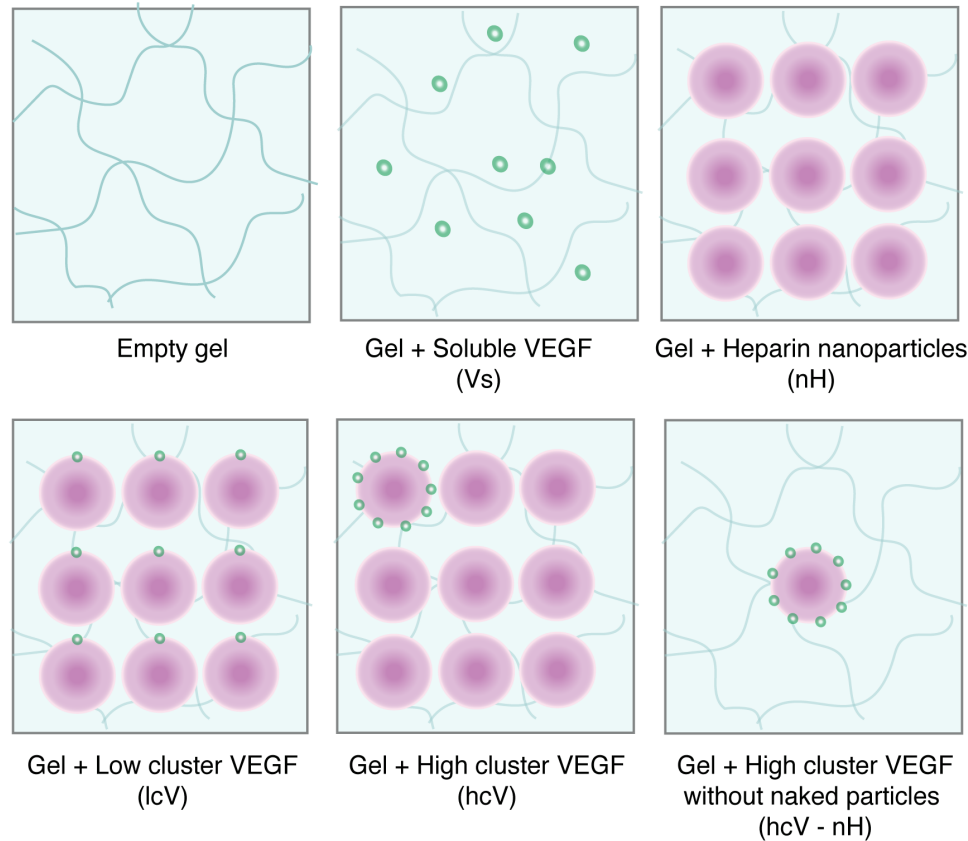 Empty gel
Gel + Soluble VEGF
(Vs)
Gel + Heparin nanoparticles
(nH)
Gel + Low cluster VEGF
(lcV)
Gel + High cluster VEGF
(hcV)
Gel + High cluster VEGF
without naked particles
(hcV - nH)